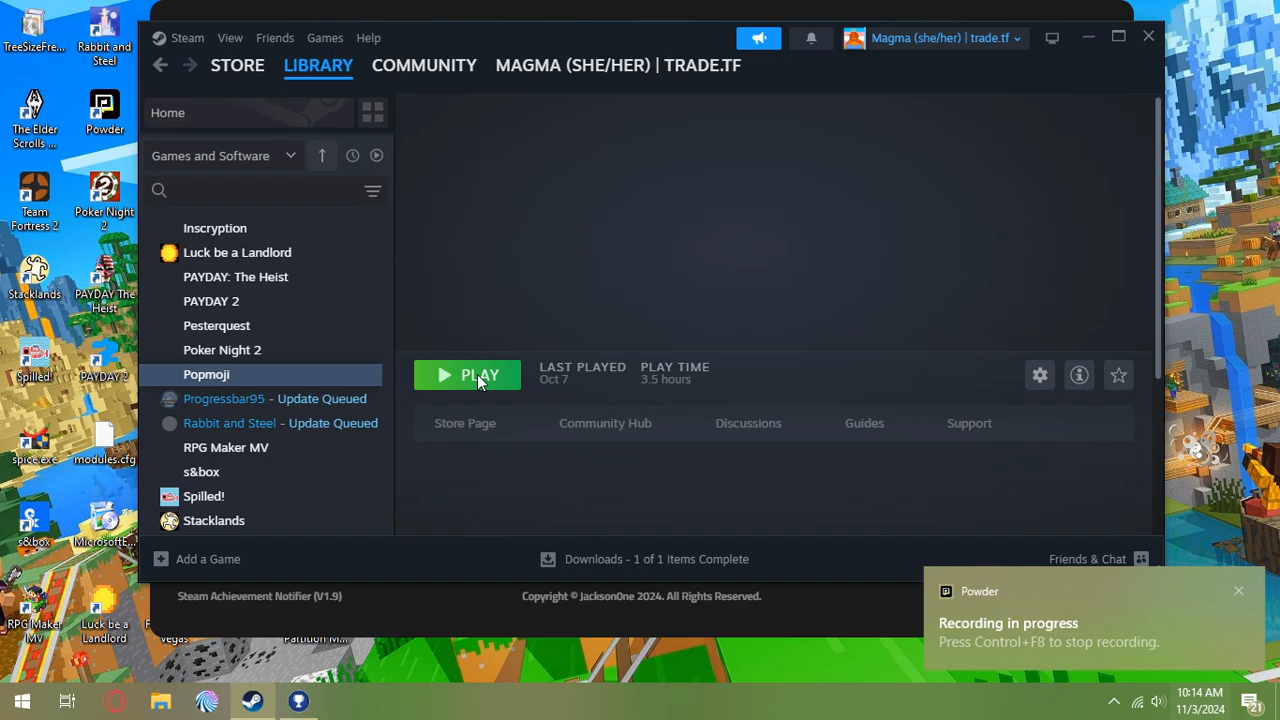 TreeSizeFre...
Rabbit and
Steel
The Elder
Scrolls ...
Powder
Team
Fortress 2
Poker Night
2
Stacklands
PAYDAY The
Heist
Spilled!
PAYDAY 2
spice.exe
modules.cfg
s&box
MicrosoftE...
RPG Maker
MV
Luck be a
Landlord
Steam
View
Friends
Games
Help
Magma (she/her) | trade.tf
STORE
LIBRARY
COMMUNITY
MAGMA (SHE/HER) | TRADE.TF
Home
Games and Software
Inscryption
Luck be a Landlord
PAYDAY: The Heist
PAYDAY 2
Pesterquest
Poker Night 2
Popmoji
Progressbar95 - Update Queued
Rabbit and Steel - Update Queued
RPG Maker MV
s&box
Spilled!
Stacklands
PLAY
LAST PLAYED
Oct 7
PLAY TIME
3.5 hours
Store Page
Community Hub
Discussions
Guides
Support
Add a Game
Downloads - 1 of 1 Items Complete
Friends & Chat
Steam Achievement Notifier (V1.9)
Copyright © JacksonOne 2024. All Rights Reserved.
Powder
Recording in progress
Press Control+F8 to stop recording.
10:14 AM
11/3/2024
21